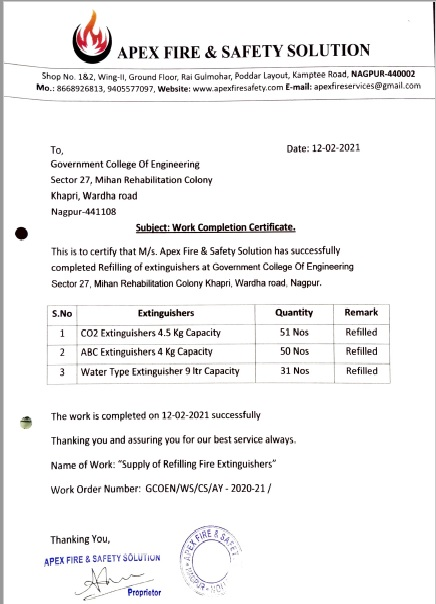 APEX FIRE & SAFETY SOLUTION
Shop No. 1&2, Wing-II, Ground Floor, Rai Gulmohar, Poddar Layout, Kamptee Road, NAGPUR-440002
Mo.: 8668926813, 9405577097, Website: www.apexfiresafety.com E-mail: apexfireservices@gmail.com
To,
Date: 12-02-2021
Government College Of Engineering
Sector 27, Mihan Rehabilitation Colony
Khapri, Wardha road
Nagpur-441108
Subject: Work Completion Certificate.
This is to certify that M/s. Apex Fire & Safety Solution has successfully
completed Refilling of extinguishers at Government College Of Engineering
Sector 27, Mihan Rehabilitation Colony Khapri, Wardha road, Nagpur.
S.No Extinguishers Quantity Remark
1 CO2 Extinguishers 4.5 Kg Capacity 51 Nos Refilled
2 ABC Extinguishers 4 Kg Capacity 50 Nos Refilled
3 Water Type Extinguisher 9 ltr Capacity 31 Nos Refilled
The work is completed on 12-02-2021 successfully
Thanking you and assuring you for our best service always.
Name of Work: "Supply of Refilling Fire Extinguishers"
Work Order Number: GCOEN/WS/CS/AY - 2020-21 /
Thanking You,
APEX FIRE & SAFETY SOLUTION
Proprietor
APEX FIRE & SAFET